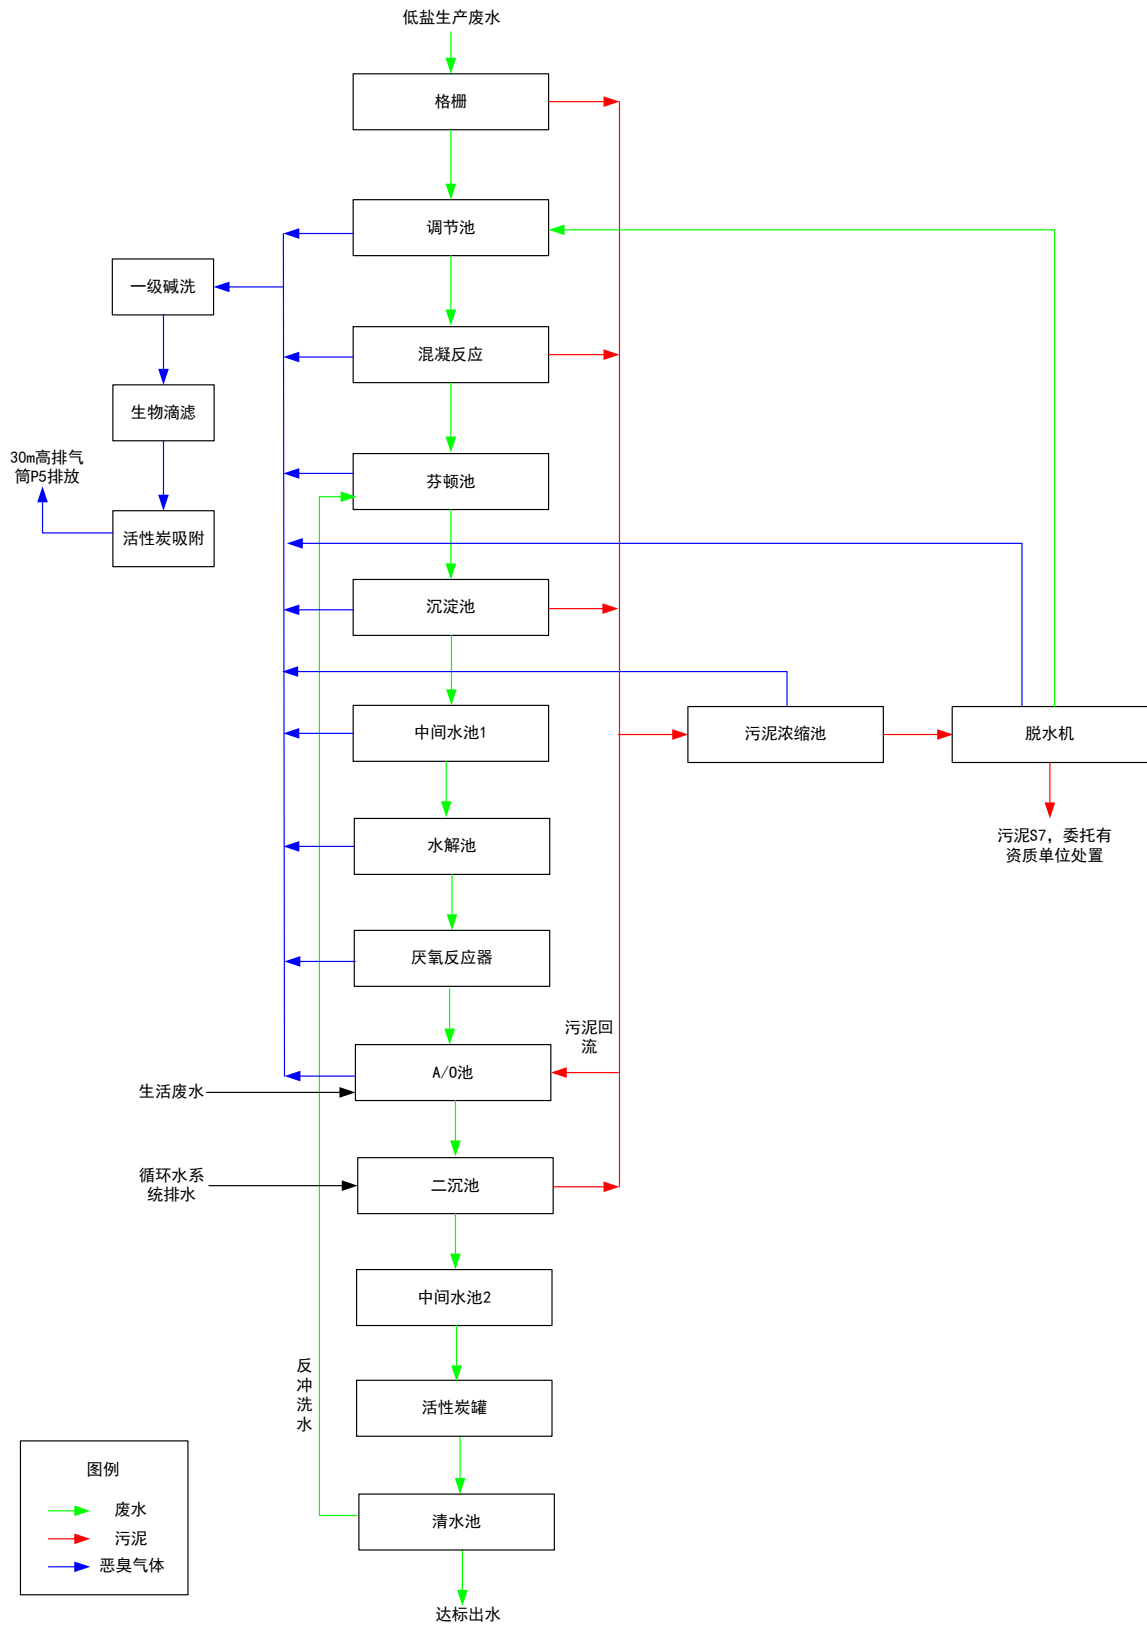 低盐生产废水
格栅
调节池
一级碱洗
混凝反应
生物滴滤
30m高排气
筒P5排放
芬顿池
活性炭吸附
沉淀池
中间水池1
污泥浓缩池
脱水机
水解池
污泥S7，委托有
资质单位处置
厌氧反应器
污泥回
流
A/O池
生活废水
循环水系
统排水
二沉池
中间水池2
反
冲
洗
水
活性炭罐
清水池
达标出水
图例
废水
污泥
恶臭气体